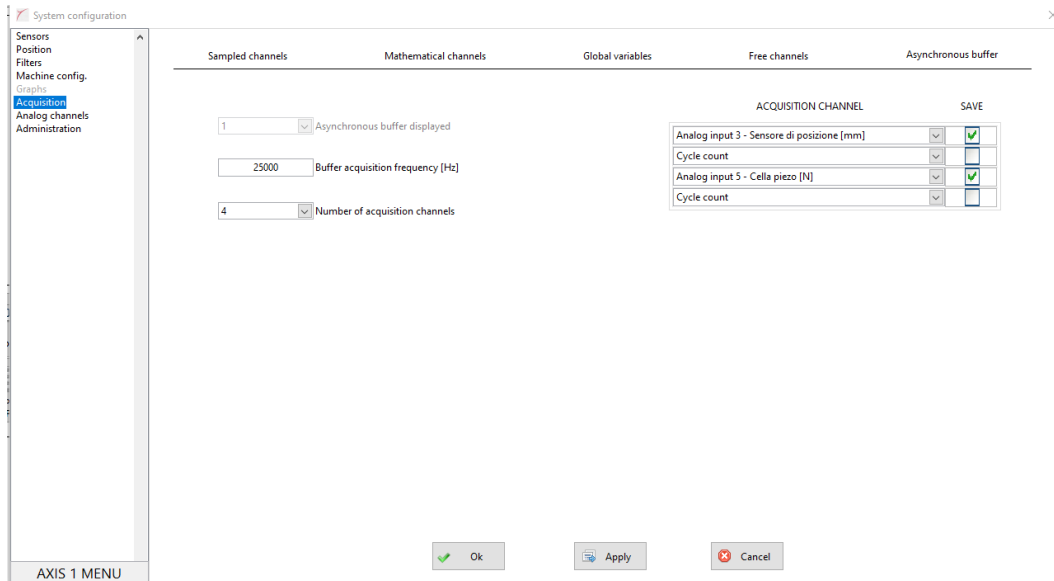 System configuration
Sensors
Position
Filters
Machine config.
Graphs
Acquisition
Analog channels
Administration
AXIS 1 MENU
Sampled channels Mathematical channels Global variables Free channels Asynchronous buffer
1 Asynchronous buffer displayed
25000 Buffer acquisition frequency [Hz]
4 Number of acquisition channels
ACQUISITION CHANNEL SAVE
Analog input 3 - Sensore di posizione [mm]
Cycle count
Analog input 5 - Cella piezo [N]
Cycle count
Ok Apply Cancel